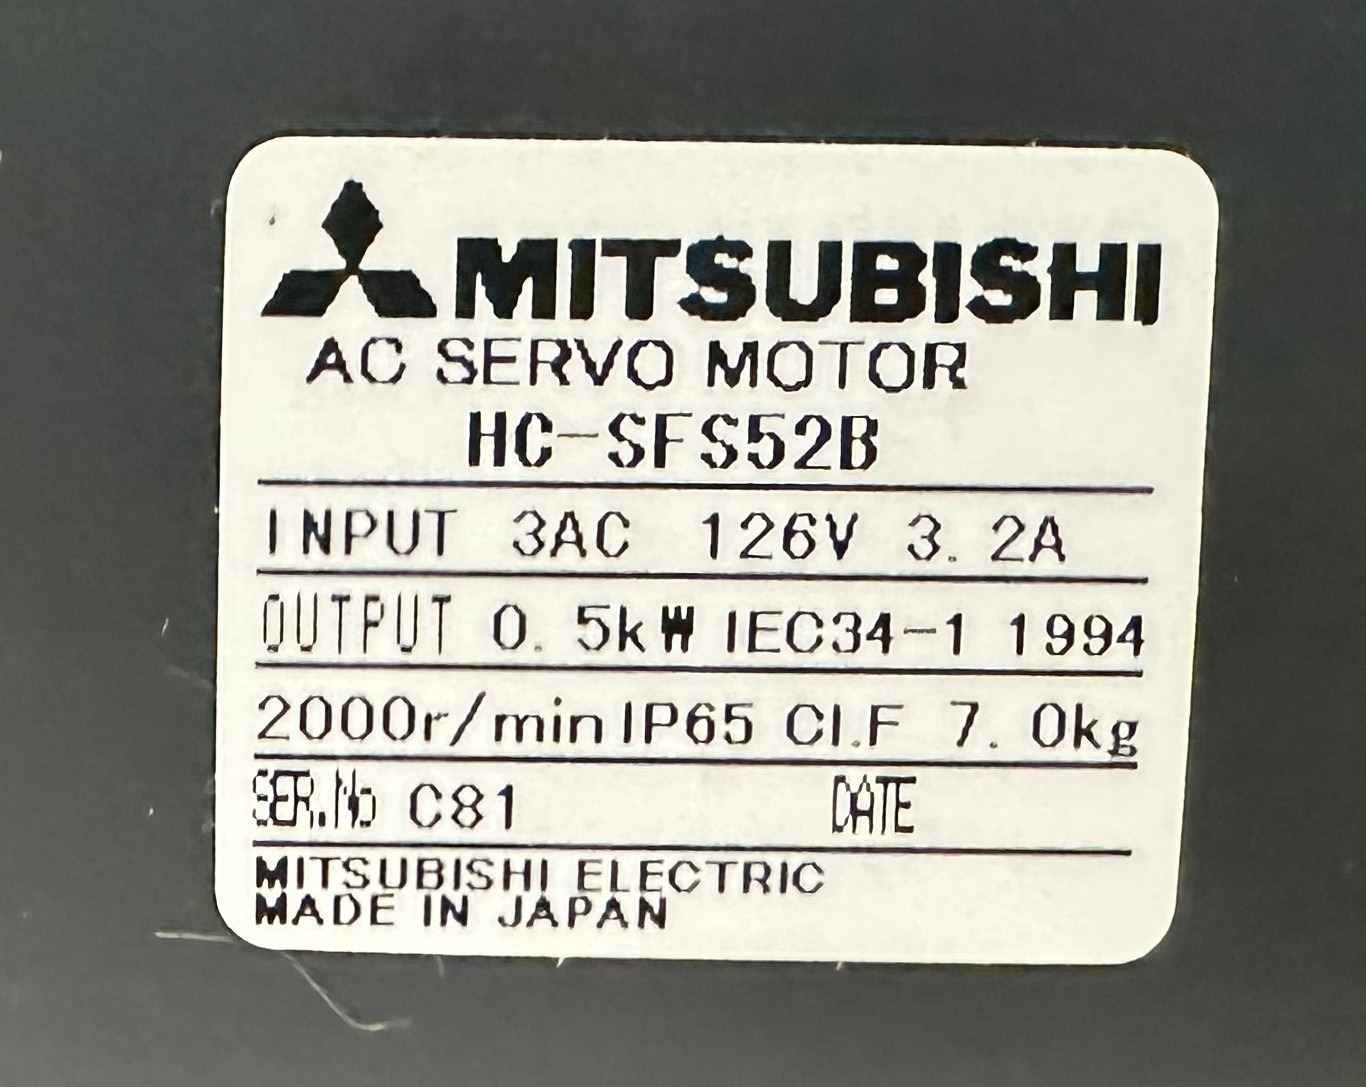 MITSUBISHI
AC SERVO MOTOR
HC-SFS52B
INPUT 3AC 126V 3.2A
OUTPUT 0.5kW IEC34-1 1994
2000r/min IP65 CI.F 7.0kg
SER.No C81 DATE
MITSUBISHI ELECTRIC
MADE IN JAPAN